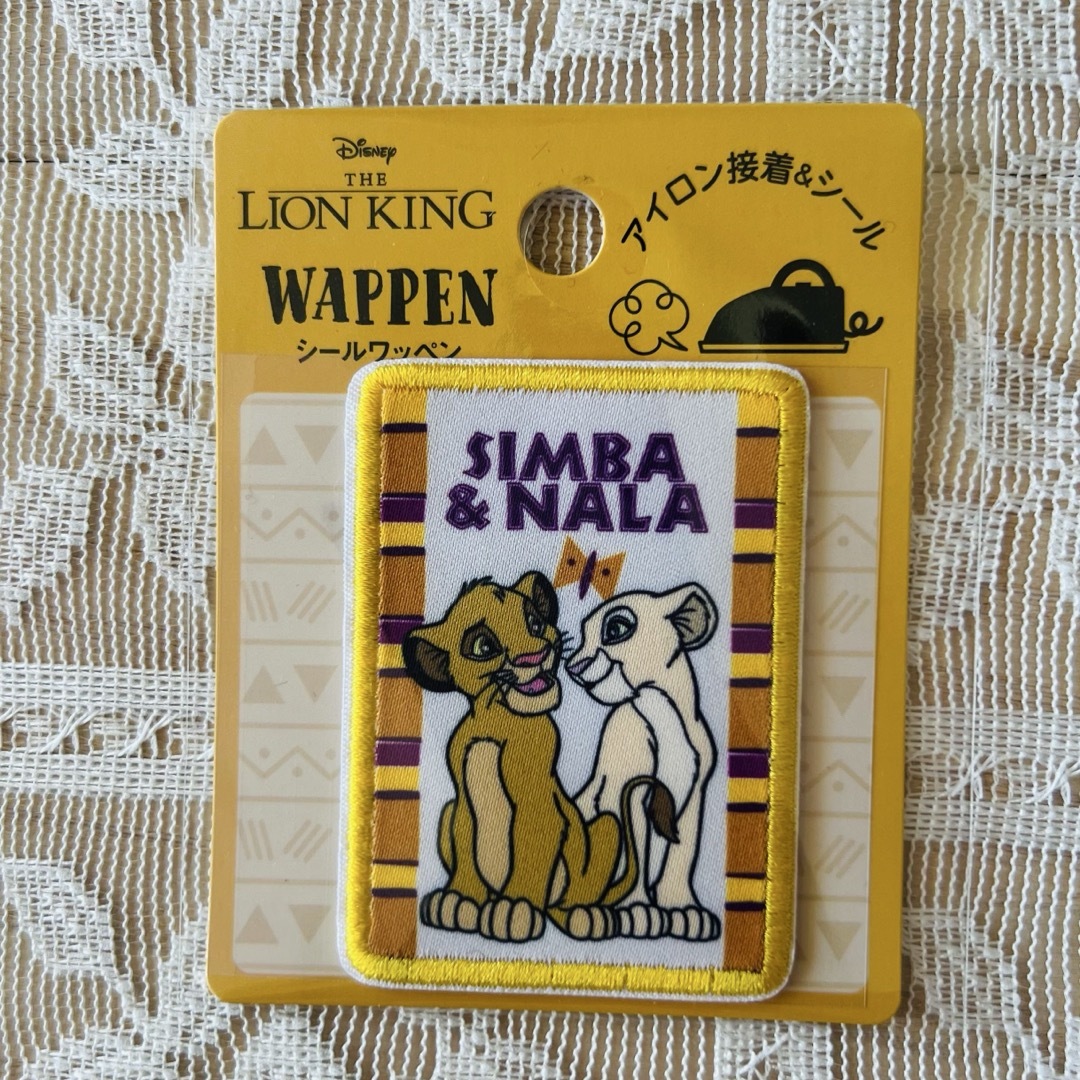 Disney
THE
LION KING
WAPPEN
シールワッペン
アイロン接着&シール
SIMBA
& NALA